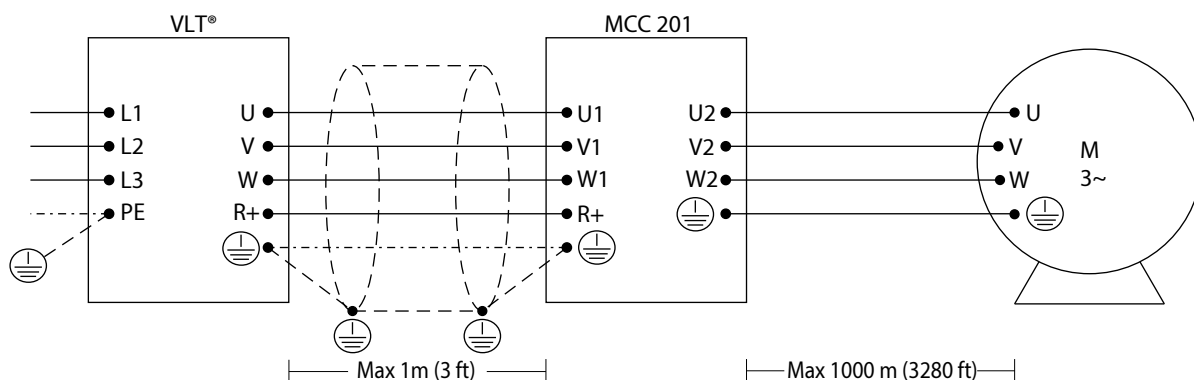 VLT®
MCC 201
L1 U U1 U2 U
L2 V V1 V2 V M
L3 W W1 W2 W 3~
PE R+ R+
Max 1m (3 ft)
Max 1000 m (3280 ft)